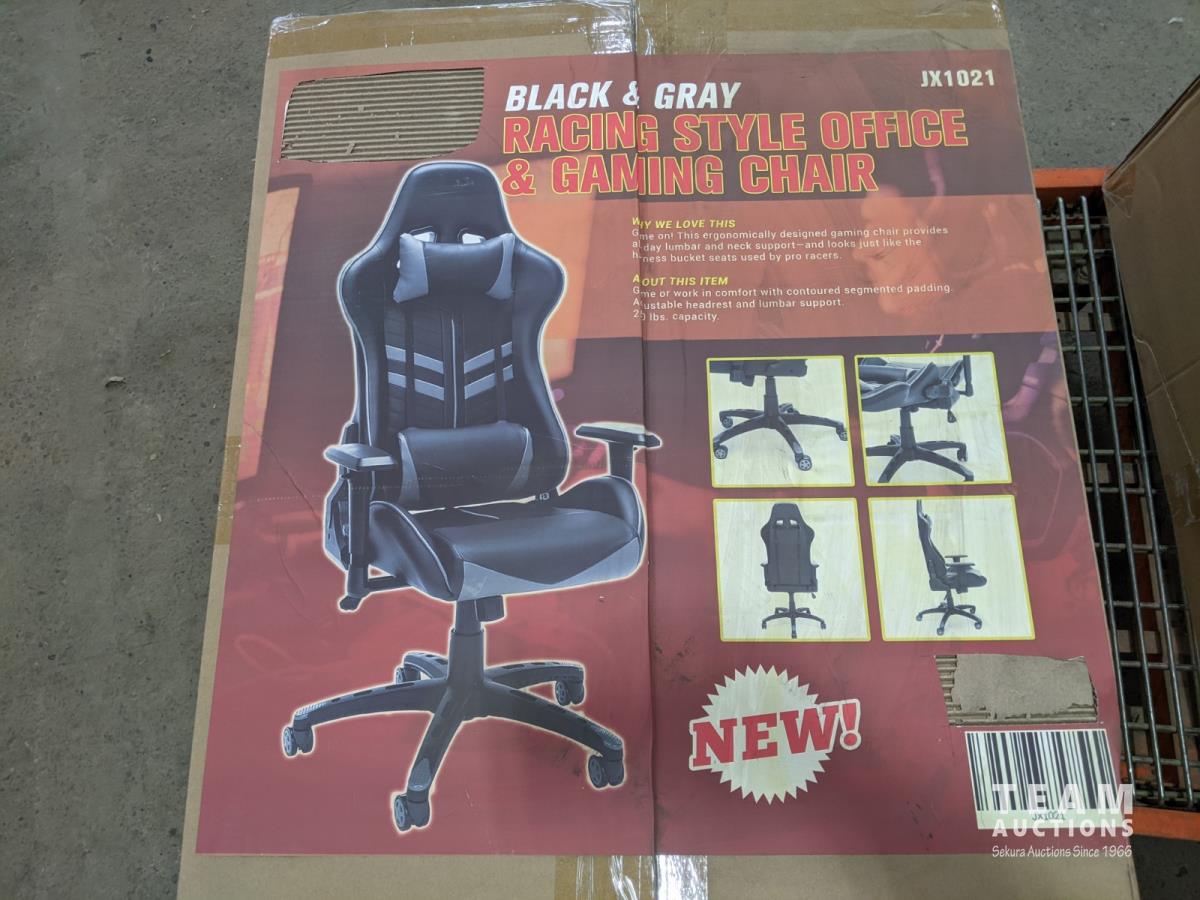 BLACK & GRAY
JX1021
RACING STYLE OFFICE
& GAMING CHAIR
WHY WE LOVE THIS
Game on! This ergonomically designed gaming chair provides
all day lumbar and neck support—and looks just like the
harness bucket seats used by pro racers.
ABOUT THIS ITEM
Game or work in comfort with contoured segmented padding.
Adjustable headrest and lumbar support.
lbs. capacity.
NEW!
JX1021
TEAM
AUCTIONS
Sekura Auctions Since 1966